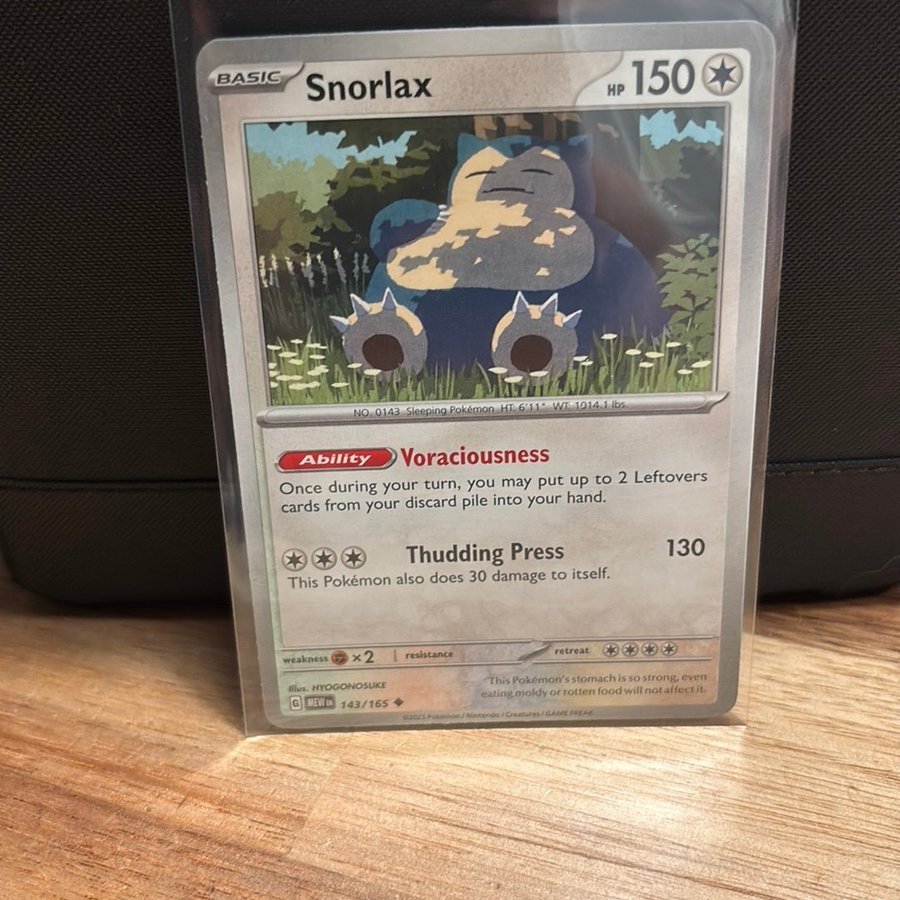 BASIC Snorlax HP 150
NO. 0143 Sleeping Pokémon HT: 6'11" WT: 1014.1 lbs.
Ability Voraciousness
Once during your turn, you may put up to 2 Leftovers
cards from your discard pile into your hand.
Thudding Press 130
This Pokémon also does 30 damage to itself.
weakness ×2 resistance retreat
Illus. HYOGONOSUKE
This Pokémon's stomach is so strong, even
eating moldy or rotten food will not affect it.
G MEW EN 143/165
©2023 Pokémon / Nintendo / Creatures / GAME FREAK